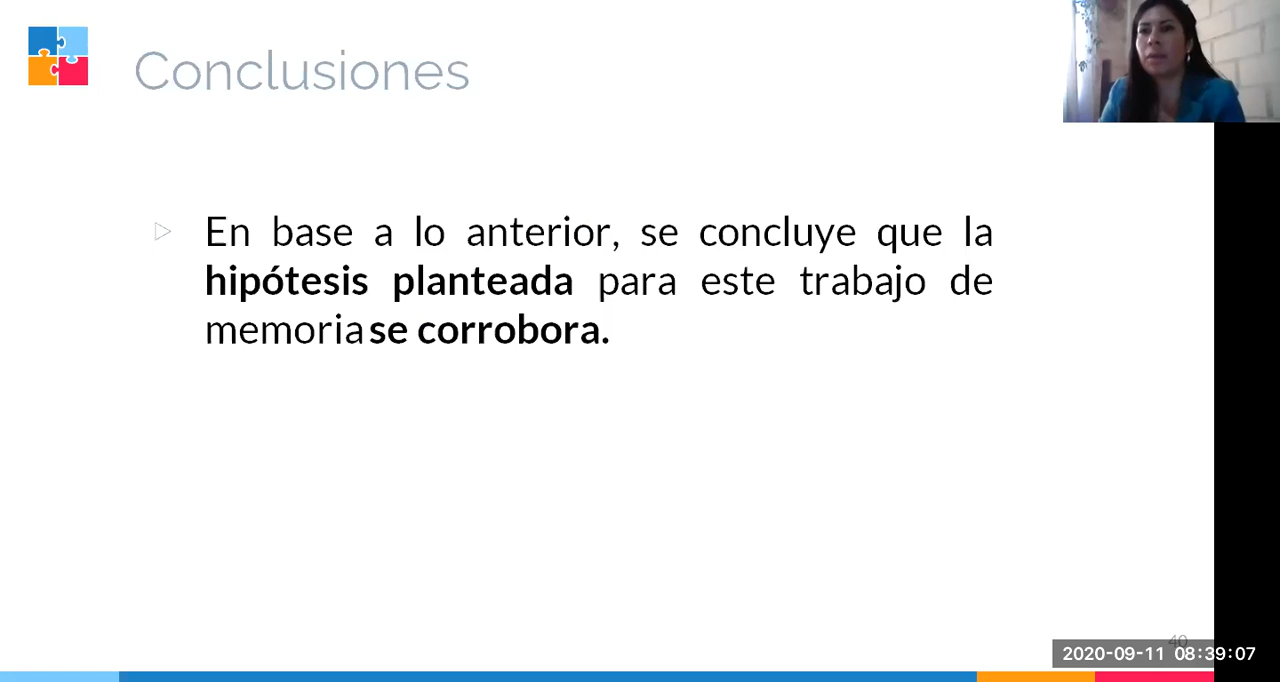 Conclusiones
▷ En base a lo anterior, se concluye que la
hipótesis planteada para este trabajo de
memoria se corrobora.
40
2020-09-11 08:39:07